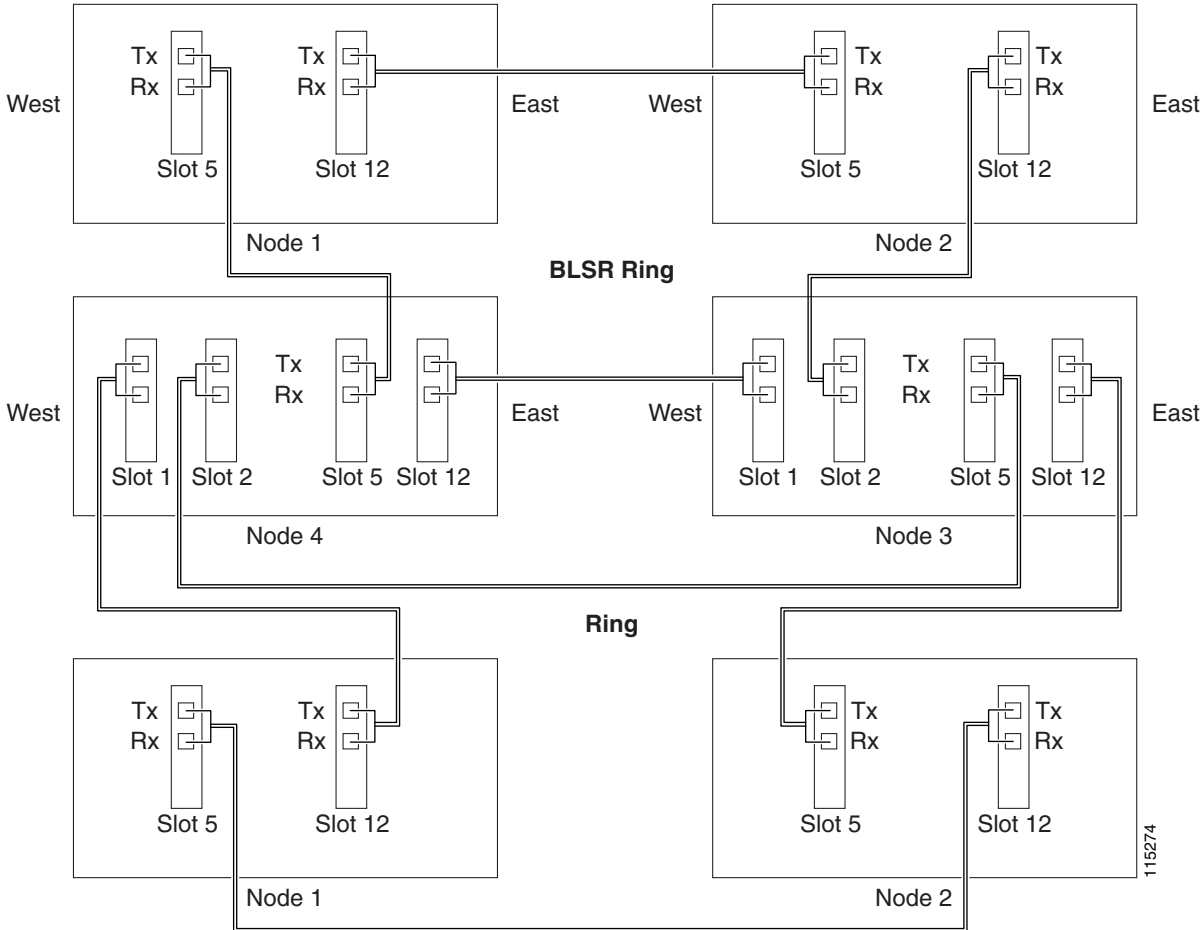 Tx Tx Tx Tx
Rx Rx Rx Rx
West East West East
Slot 5 Slot 12 Slot 5 Slot 12
Node 1 Node 2
BLSR Ring
Tx Tx
Rx Rx
West East West East
Slot 1 Slot 2 Slot 5 Slot 12 Slot 1 Slot 2 Slot 5 Slot 12
Node 4 Node 3
Ring
Tx Tx Tx Tx
Rx Rx Rx Rx
Slot 5 Slot 12 Slot 5 Slot 12
115274
Node 1 Node 2